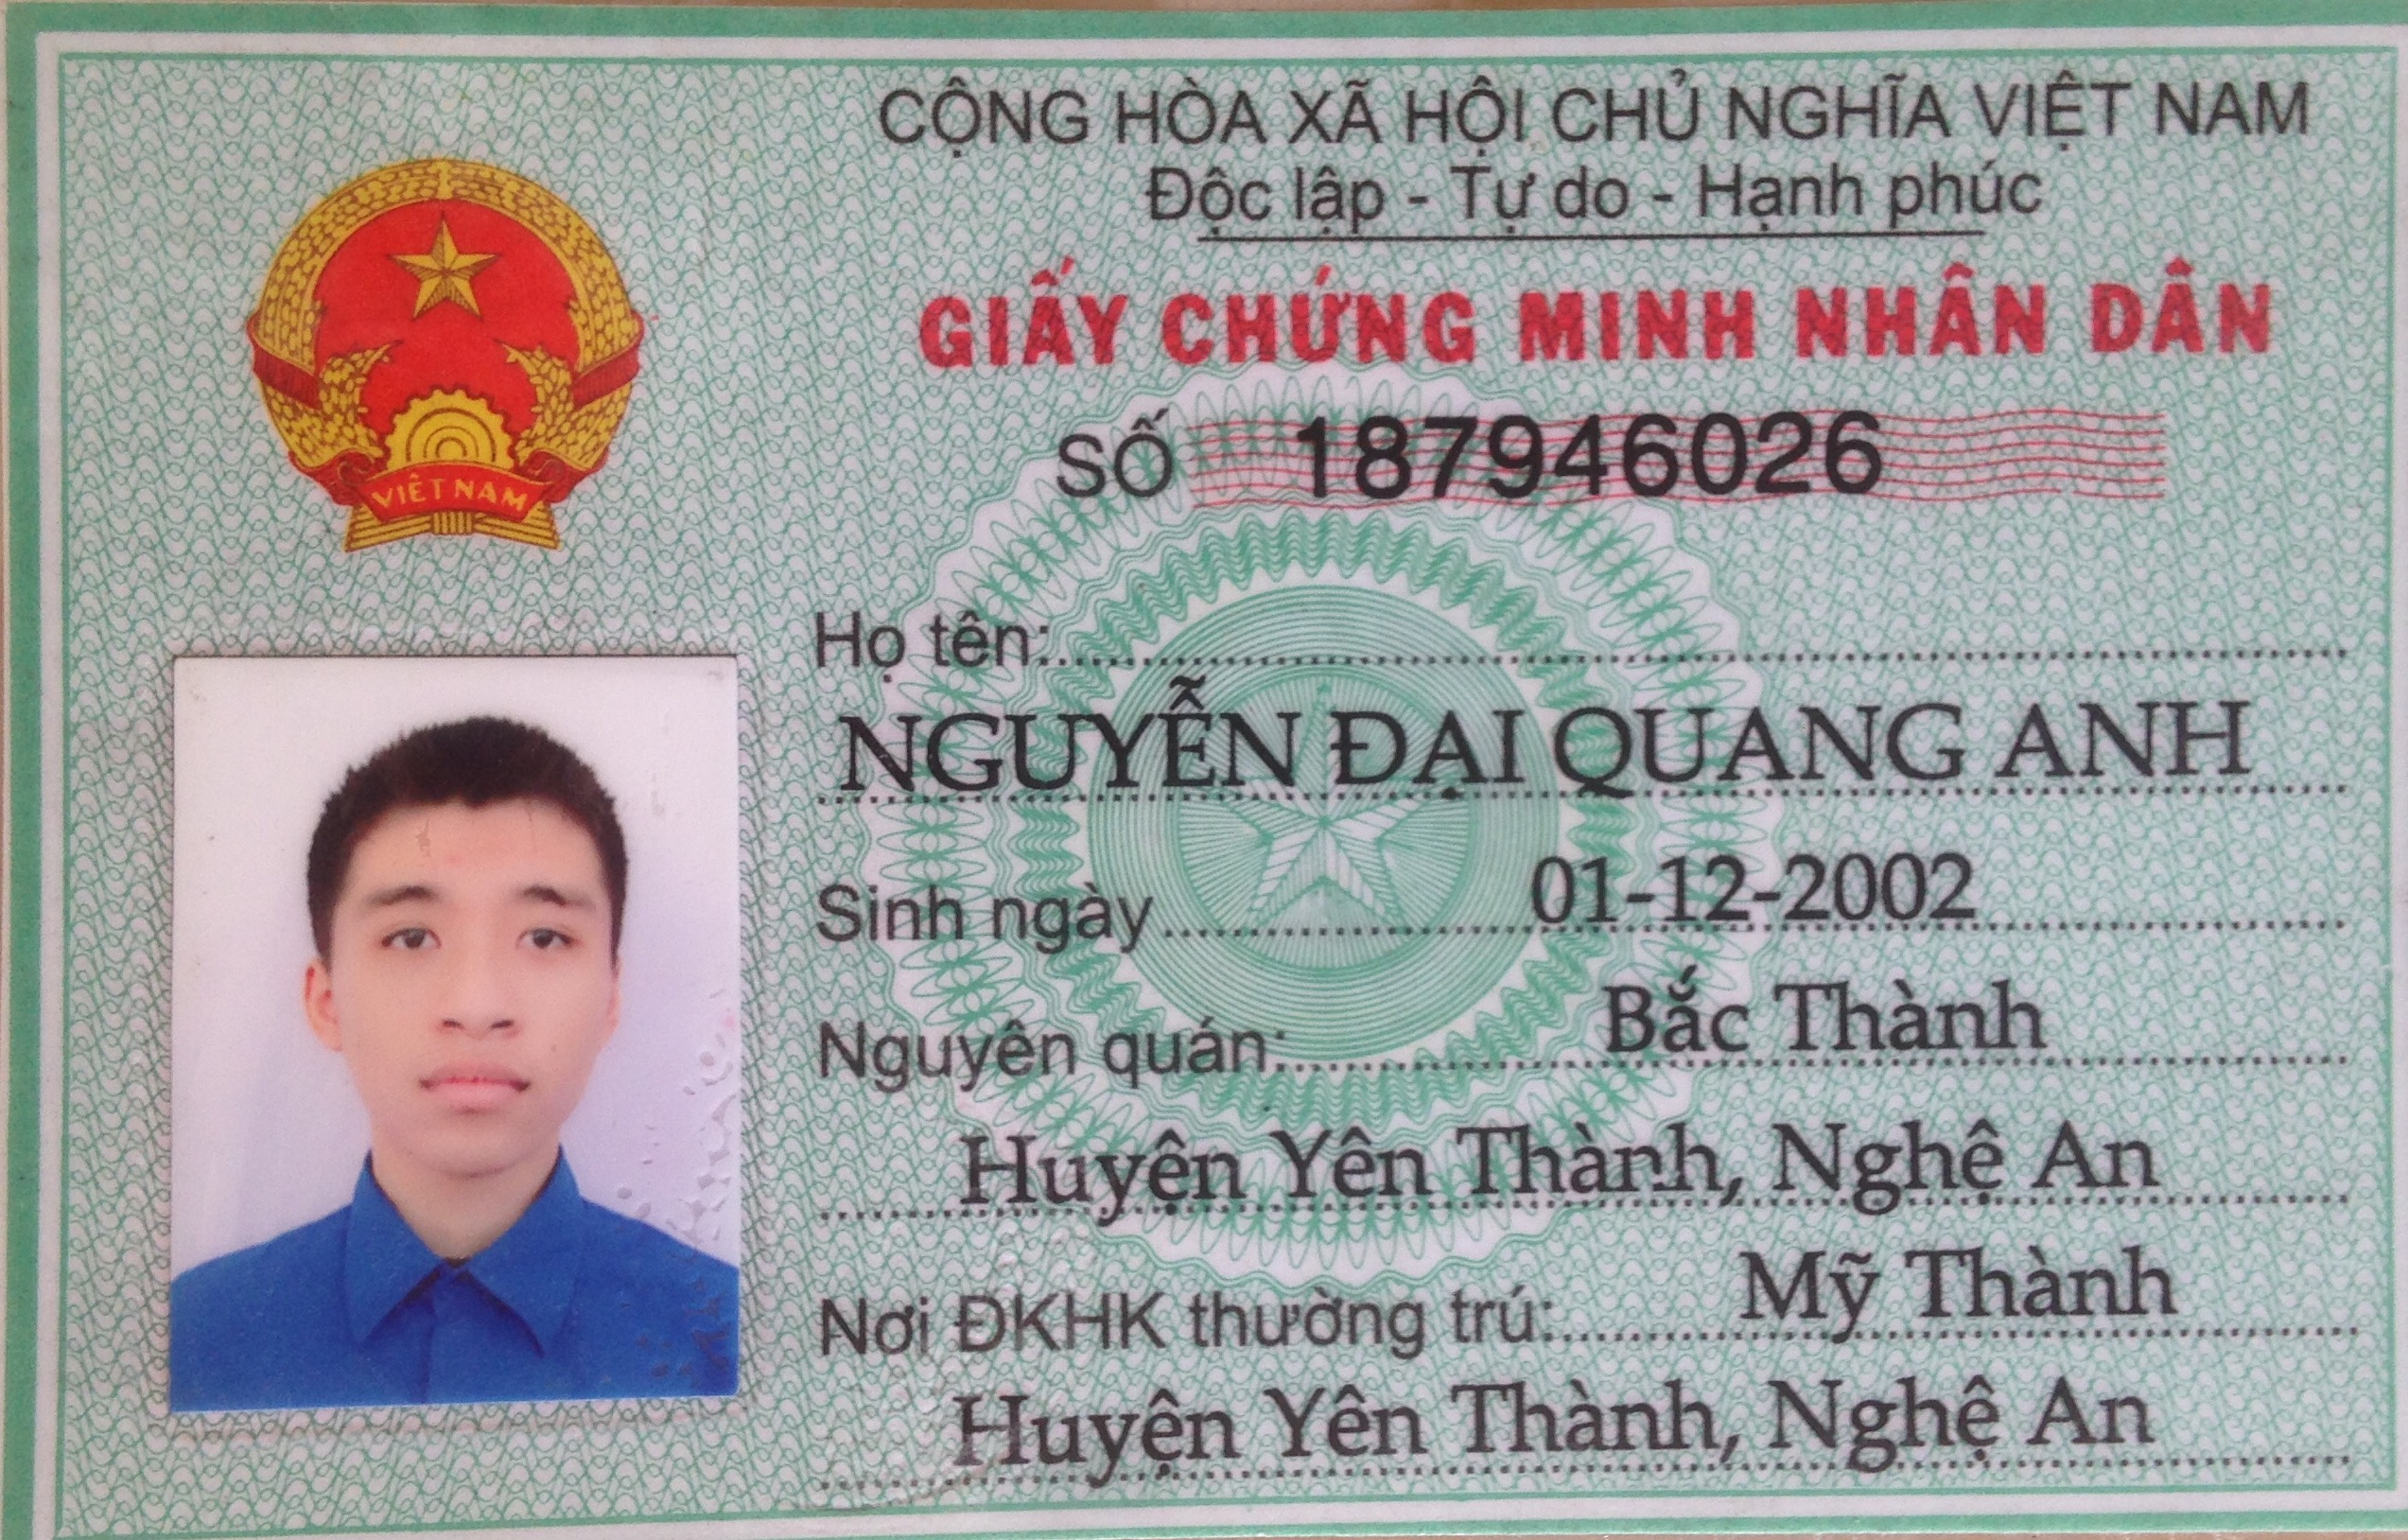 CỘNG HÒA XÃ HỘI CHỦ NGHĨA VIỆT NAM
Độc lập - Tự do - Hạnh phúc
GIẤY CHỨNG MINH NHÂN DÂN
SỐ 187946026
VIỆT NAM
Họ tên:
NGUYỄN ĐẠI QUANG ANH
Sinh ngày 01-12-2002
Nguyên quán: Bắc Thành
Huyện Yên Thành, Nghệ An
Nơi ĐKHK thường trú: Mỹ Thành
Huyện Yên Thành, Nghệ An